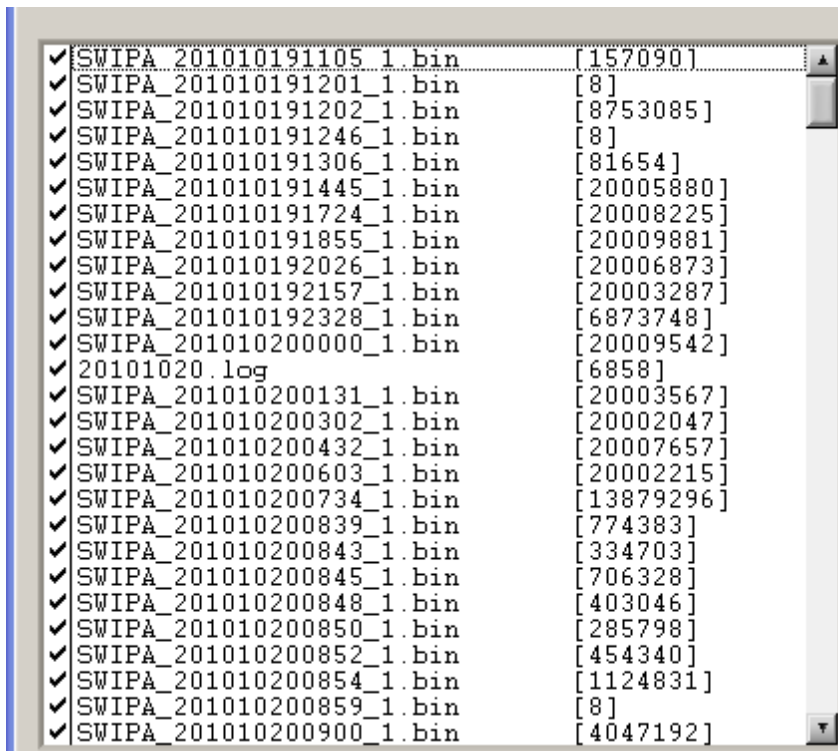 SWIPA_201010191105_1.bin [157090]
SWIPA_201010191201_1.bin [8]
SWIPA_201010191202_1.bin [8753085]
SWIPA_201010191246_1.bin [8]
SWIPA_201010191306_1.bin [81654]
SWIPA_201010191445_1.bin [20005880]
SWIPA_201010191724_1.bin [20008225]
SWIPA_201010191855_1.bin [20009881]
SWIPA_201010192026_1.bin [20006873]
SWIPA_201010192157_1.bin [20003287]
SWIPA_201010192328_1.bin [6873748]
SWIPA_201010200000_1.bin [20009542]
20101020.log [6858]
SWIPA_201010200131_1.bin [20003567]
SWIPA_201010200302_1.bin [20002047]
SWIPA_201010200432_1.bin [20007657]
SWIPA_201010200603_1.bin [20002215]
SWIPA_201010200734_1.bin [13879296]
SWIPA_201010200839_1.bin [774383]
SWIPA_201010200843_1.bin [334703]
SWIPA_201010200845_1.bin [706328]
SWIPA_201010200848_1.bin [403046]
SWIPA_201010200850_1.bin [285798]
SWIPA_201010200852_1.bin [454340]
SWIPA_201010200854_1.bin [1124831]
SWIPA_201010200859_1.bin [8]
SWIPA_201010200900_1.bin [4047192]